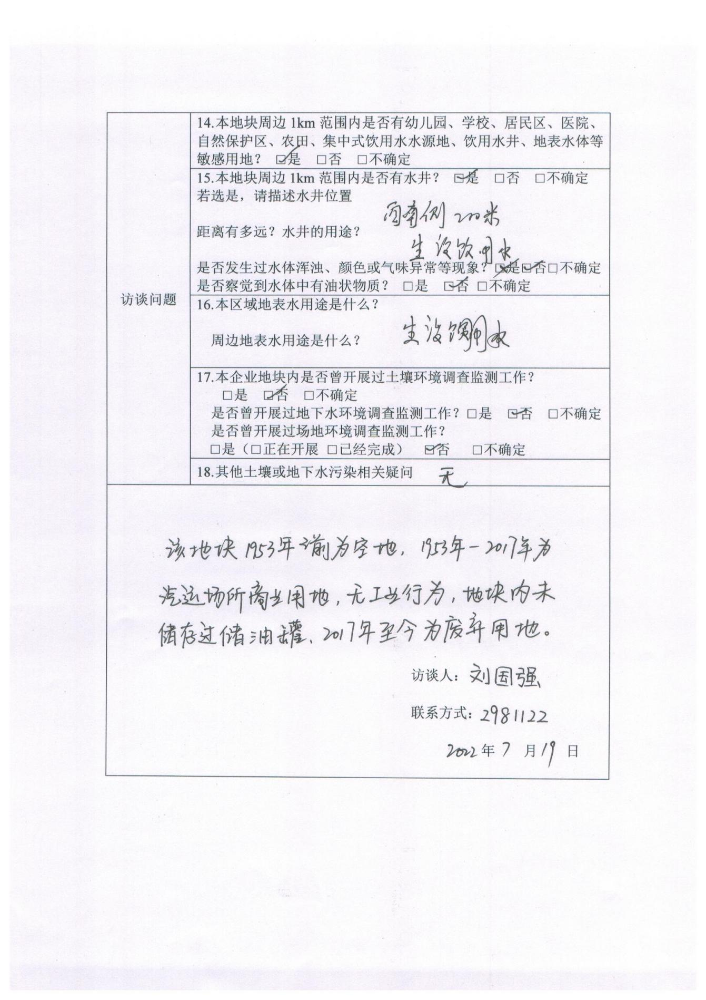 14.本地块周边 1km 范围内是否有幼儿园、学校、居民区、医院、
自然保护区、农田、集中式饮用水水源地、饮用水井、地表水体等
敏感用地？ ☑是 □否 □不确定
15.本地块周边 1km 范围内是否有水井？ ☑是 □否 □不确定
若选是，请描述水井位置
西南侧 200米
距离有多远？水井的用途？
生活饮用水
是否发生过水体浑浊、颜色或气味异常等现象？☒是☑否□不确定
是否察觉到水体中有油状物质？ □是 ☑否 □不确定
访谈问题
16.本区域地表水用途是什么？
周边地表水用途是什么？ 生活饮用水
17.本企业地块内是否曾开展过土壤环境调查监测工作？
□是 ☑否 □不确定
是否曾开展过地下水环境调查监测工作？□是 ☑否 □不确定
是否曾开展过场地环境调查监测工作？
□是（□正在开展 □已经完成） ☑否 □不确定
18.其他土壤或地下水污染相关疑问 无
该地块1953年之前为空地，1953年-2017年为
汽运场所商业用地，无工业行为，地块内未
储存过储油罐、2017年至今为废弃用地。
访谈人：刘国强
联系方式：2981122
2022年7月19日